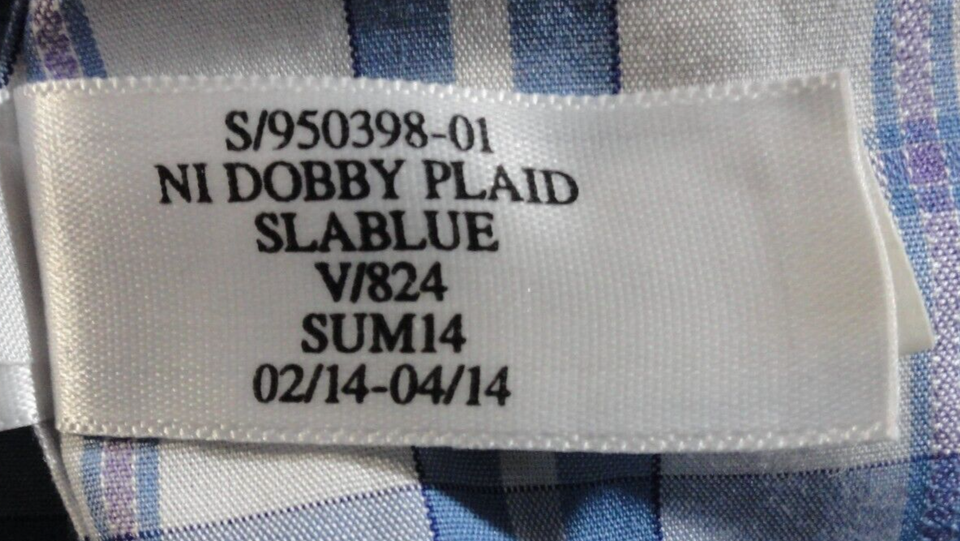 S/950398-01
NI DOBBY PLAID
SLABLUE
V/824
SUM14
02/14-04/14